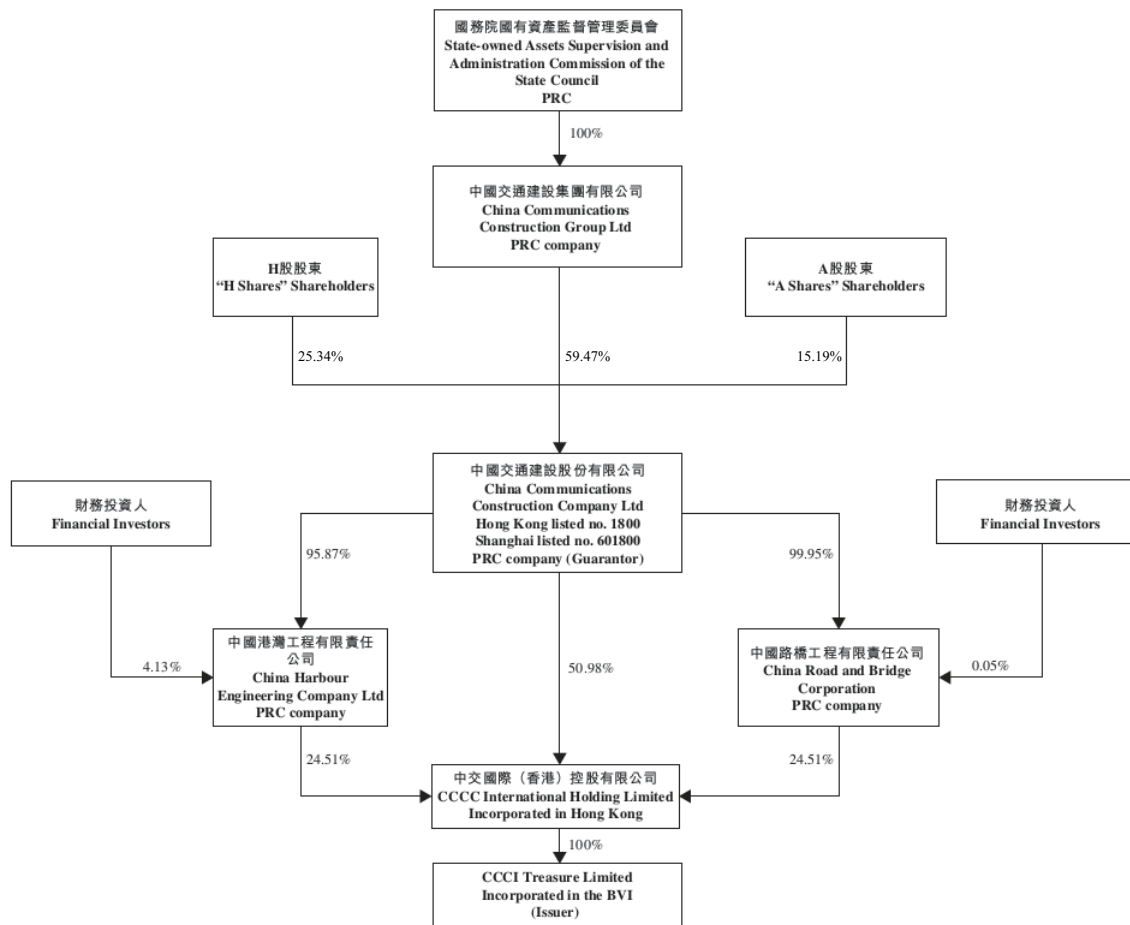 國務院國有資產監督管理委員會
State-owned Assets Supervision and
Administration Commission of the
State Council
PRC
100%
中國交通建設集團有限公司
China Communications
Construction Group Ltd
PRC company
H股股東
“H Shares” Shareholders
A股股東
“A Shares” Shareholders
25.34%
59.47%
15.19%
中國交通建設股份有限公司
China Communications
Construction Company Ltd
Hong Kong listed no. 1800
Shanghai listed no. 601800
PRC company (Guarantor)
財務投資人
Financial Investors
財務投資人
Financial Investors
95.87%
99.95%
4.13%
中國港灣工程有限責任
公司
China Harbour
Engineering Company Ltd
PRC company
50.98%
中國路橋工程有限責任公司
China Road and Bridge
Corporation
PRC company
0.05%
24.51%
24.51%
中交國際（香港）控股有限公司
CCCC International Holding Limited
Incorporated in Hong Kong
100%
CCCI Treasure Limited
Incorporated in the BVI
(Issuer)